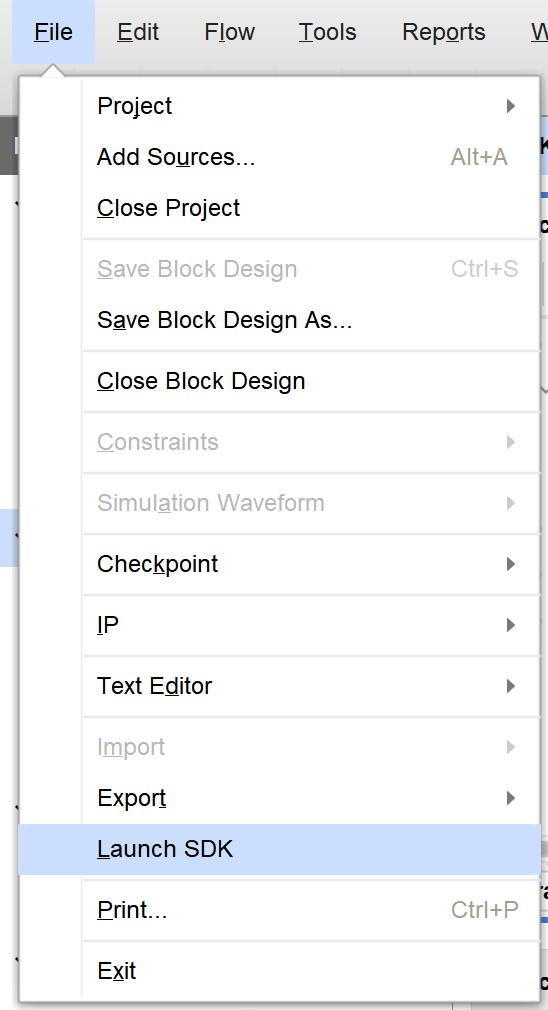 File Edit Flow Tools Reports
Project
Add Sources... Alt+A
Close Project
Save Block Design Ctrl+S
Save Block Design As...
Close Block Design
Constraints
Simulation Waveform
Checkpoint
IP
Text Editor
Import
Export
Launch SDK
Print... Ctrl+P
Exit